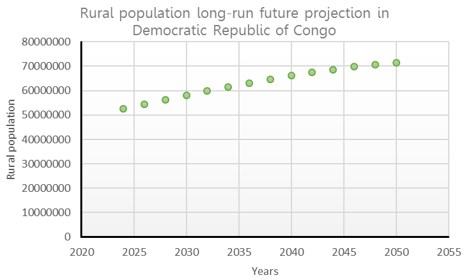 Rural population long-run future projection in
Democratic Republic of Congo
80000000
70000000
60000000
50000000
40000000
30000000
20000000
10000000
0
Rural population
2020 2025 2030 2035 2040 2045 2050 2055
Years